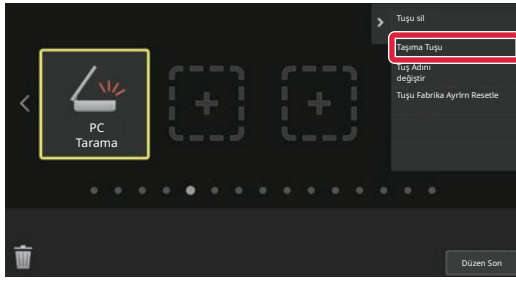 Tuşu sil
Taşıma Tuşu
Tuş Adını
değiştir
Tuşu Fabrika Ayrlrn Resetle
PC
Tarama
Düzen Son